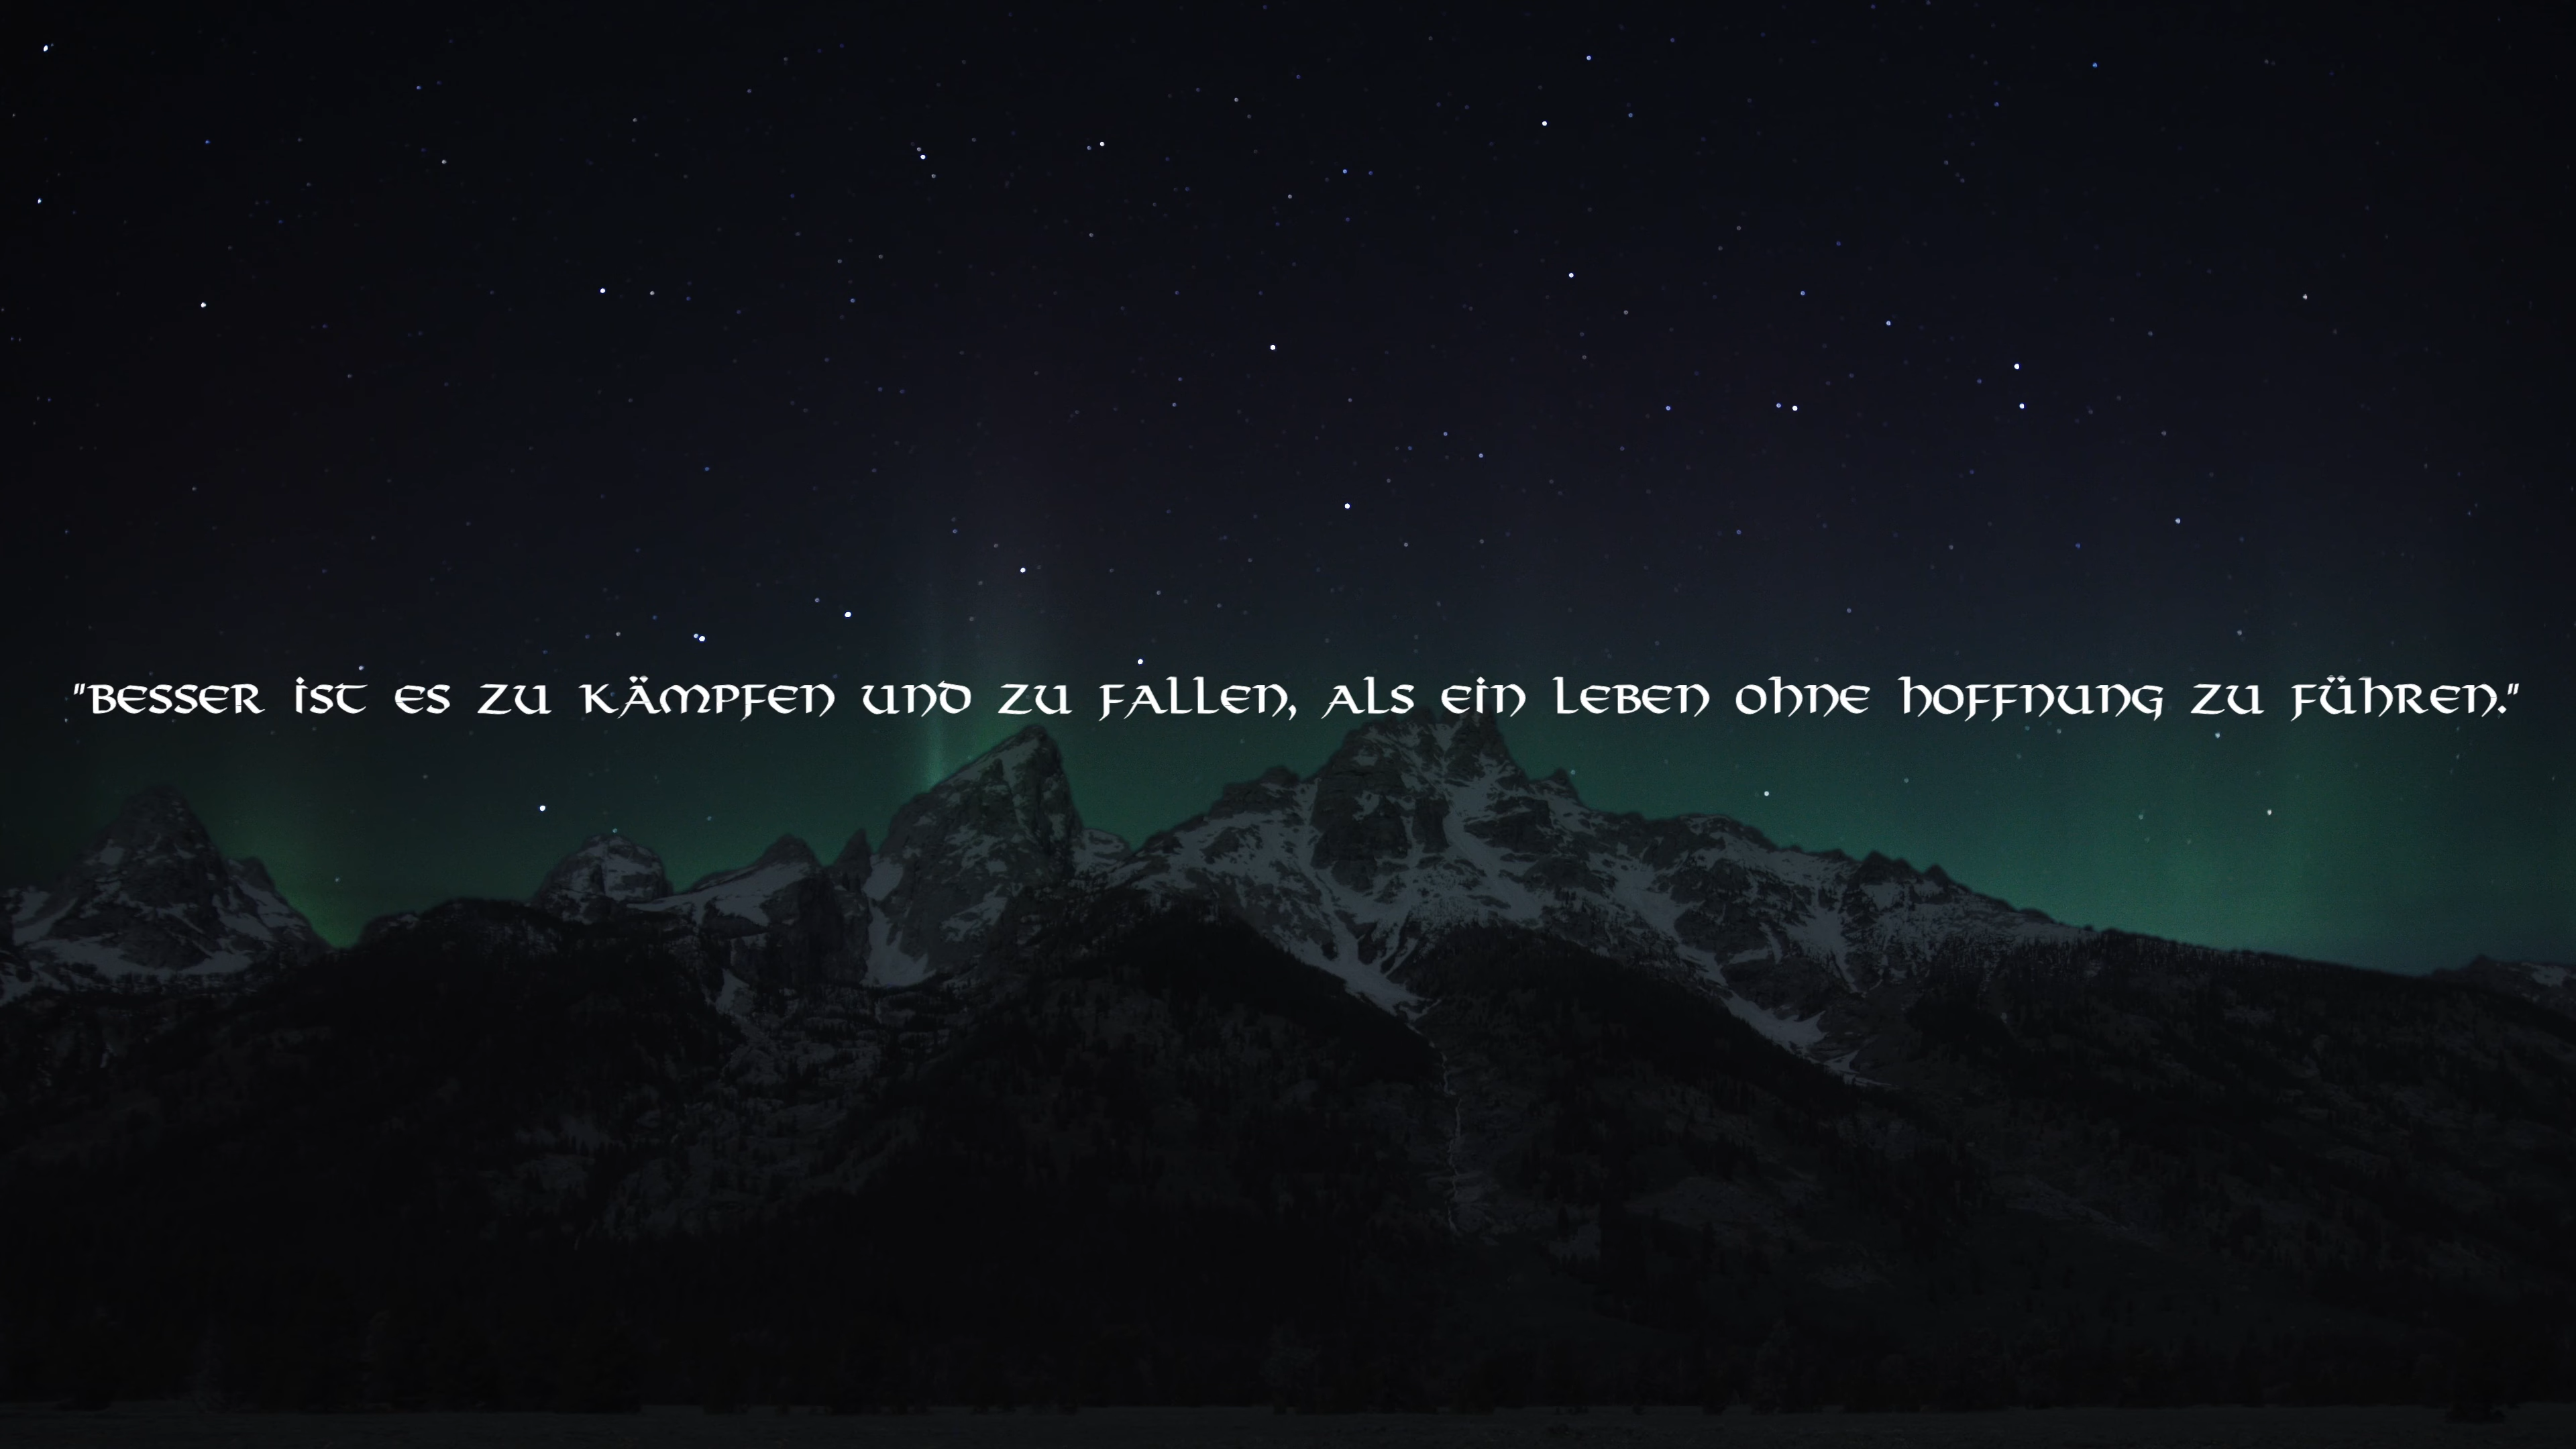 "Besser ist es zu kämpfen und zu fallen, als ein Leben ohne Hoffnung zu führen."